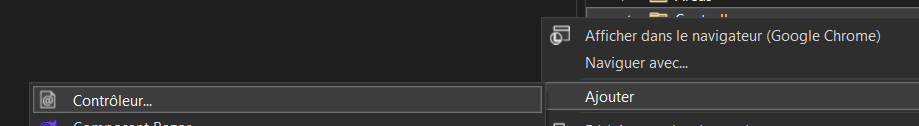 Afficher dans le navigateur (Google Chrome)
Naviguer avec...
Ajouter
Contrôleur...